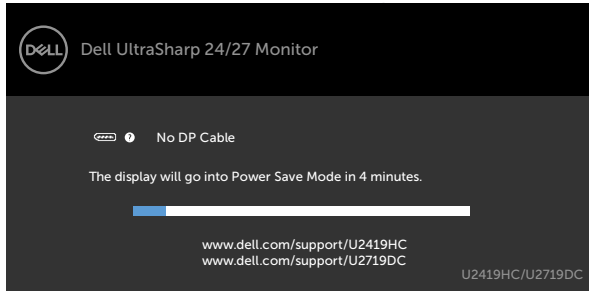 DELL
Dell UltraSharp 24/27 Monitor
? No DP Cable
The display will go into Power Save Mode in 4 minutes.
www.dell.com/support/U2419HC
www.dell.com/support/U2719DC
U2419HC/U2719DC